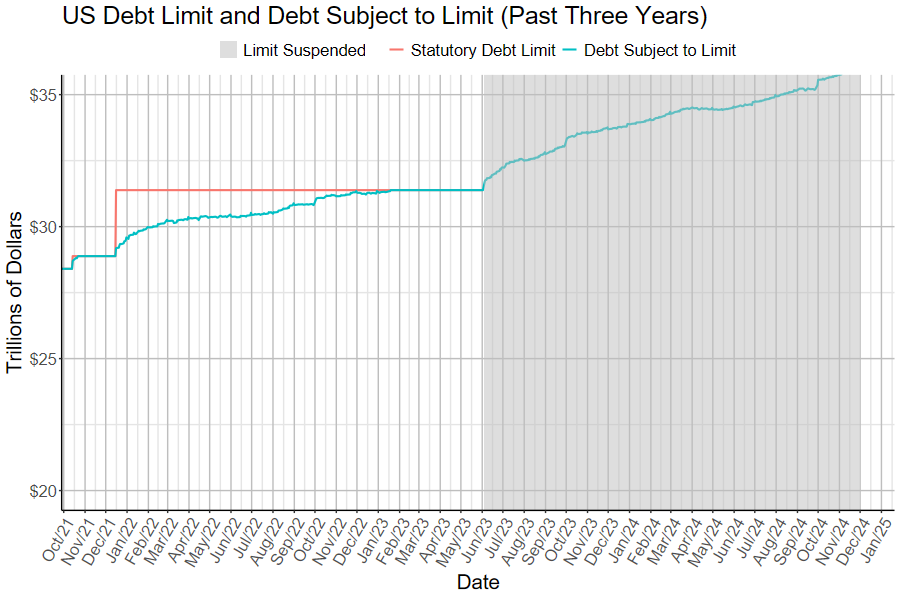 US Debt Limit and Debt Subject to Limit (Past Three Years)
Limit Suspended Statutory Debt Limit Debt Subject to Limit
Trillions of Dollars
$35
$30
$25
$20
Oct/21 Nov/21 Dec/21 Jan/22 Feb/22 Mar/22 Apr/22 May/22 Jun/22 Jul/22 Aug/22 Sep/22 Oct/22 Nov/22 Dec/22 Jan/23 Feb/23 Mar/23 Apr/23 May/23 Jun/23 Jul/23 Aug/23 Sep/23 Oct/23 Nov/23 Dec/23 Jan/24 Feb/24 Mar/24 Apr/24 May/24 Jun/24 Jul/24 Aug/24 Sep/24 Oct/24 Nov/24 Dec/24 Jan/25
Date